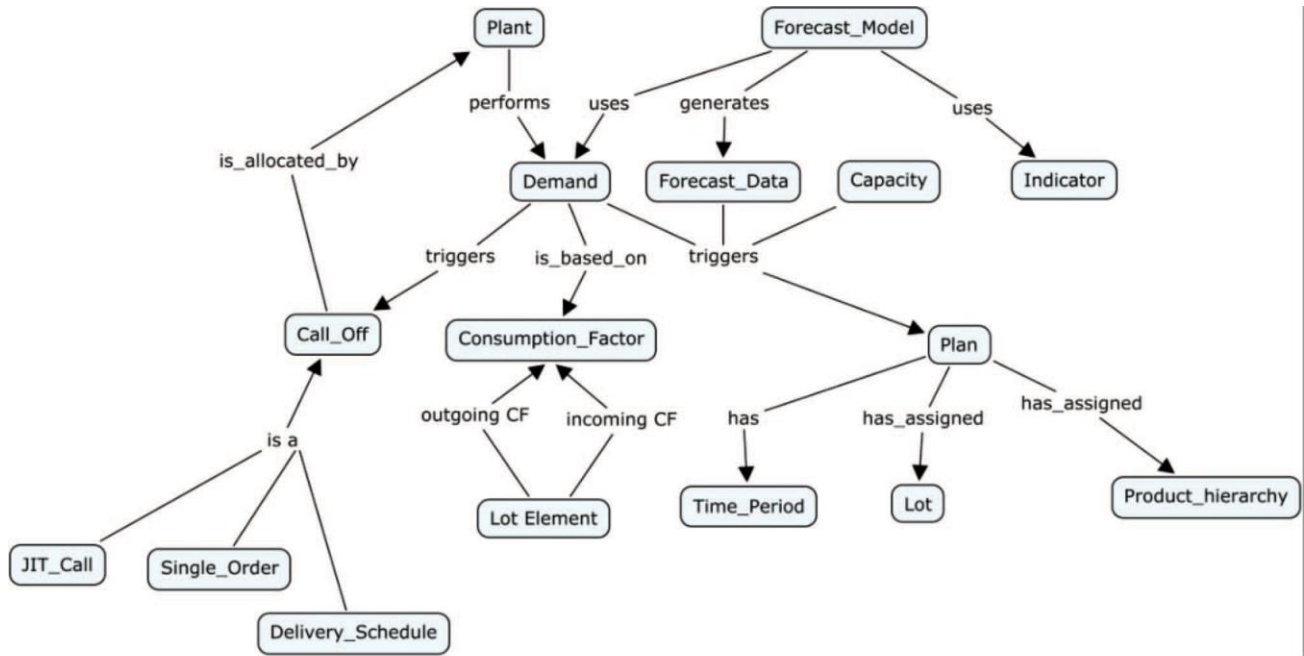 Plant
Forecast_Model
performs
uses
generates
uses
is_allocated_by
Demand
Forecast_Data
Capacity
Indicator
triggers
is_based_on
triggers
Call_Off
Consumption_Factor
Plan
outgoing CF
incoming CF
has
has_assigned
has_assigned
is a
Time_Period
Lot
Product_hierarchy
Lot Element
JIT_Call
Single_Order
Delivery_Schedule